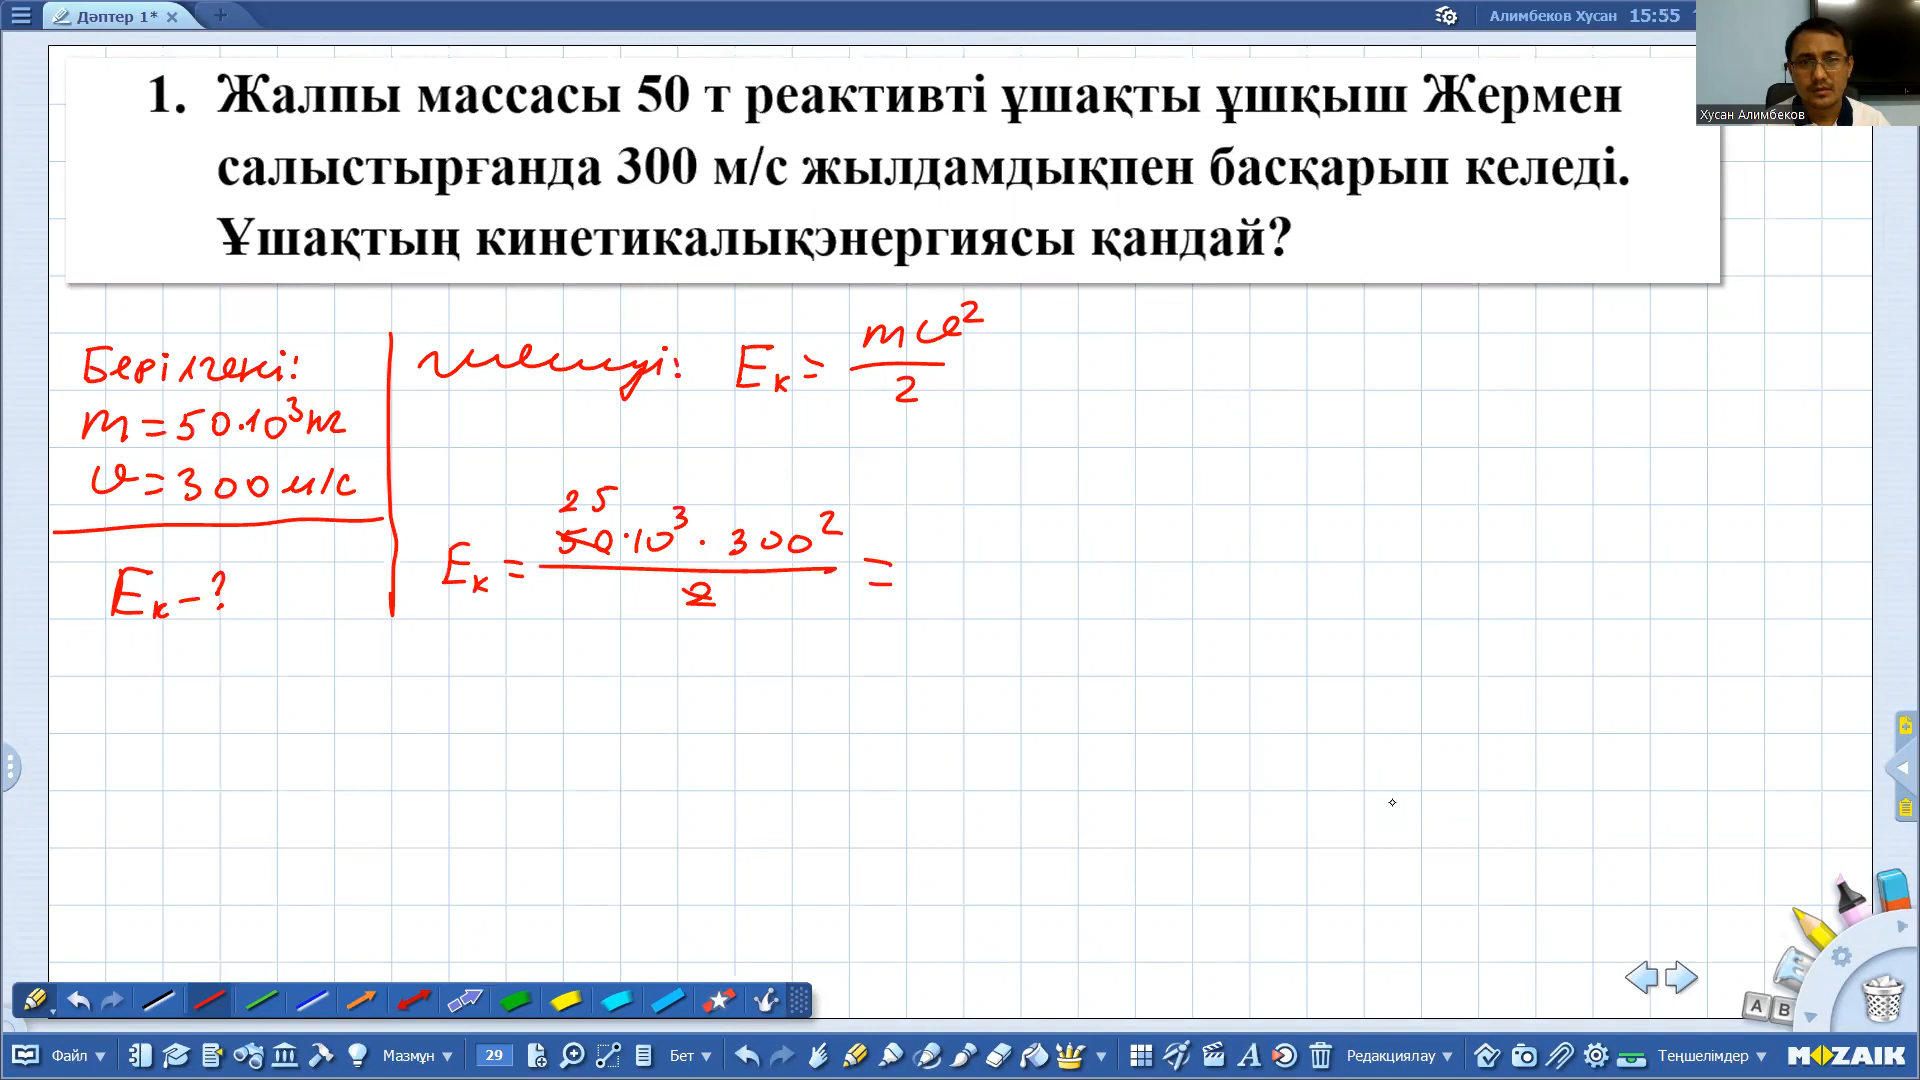 Дәптер 1*
Алимбеков Хусан 15:55
Хусан Алимбеков
1. Жалпы массасы 50 т реактивті ұшақты ұшқыш Жермен
салыстырғанда 300 м/с жылдамдықпен басқарып келеді.
Ұшақтың кинетикалықэнергиясы қандай?
Берілгені:
m = 50·10³ кг
υ = 300 м/с
Eк - ?
Шешуі: Eк = mυ²/2
25
Eк = 50·10³ · 300² / 2 =
A B
Файл Мазмұн 29 Бет Редакциялау Теңшелімдер MOZAIK